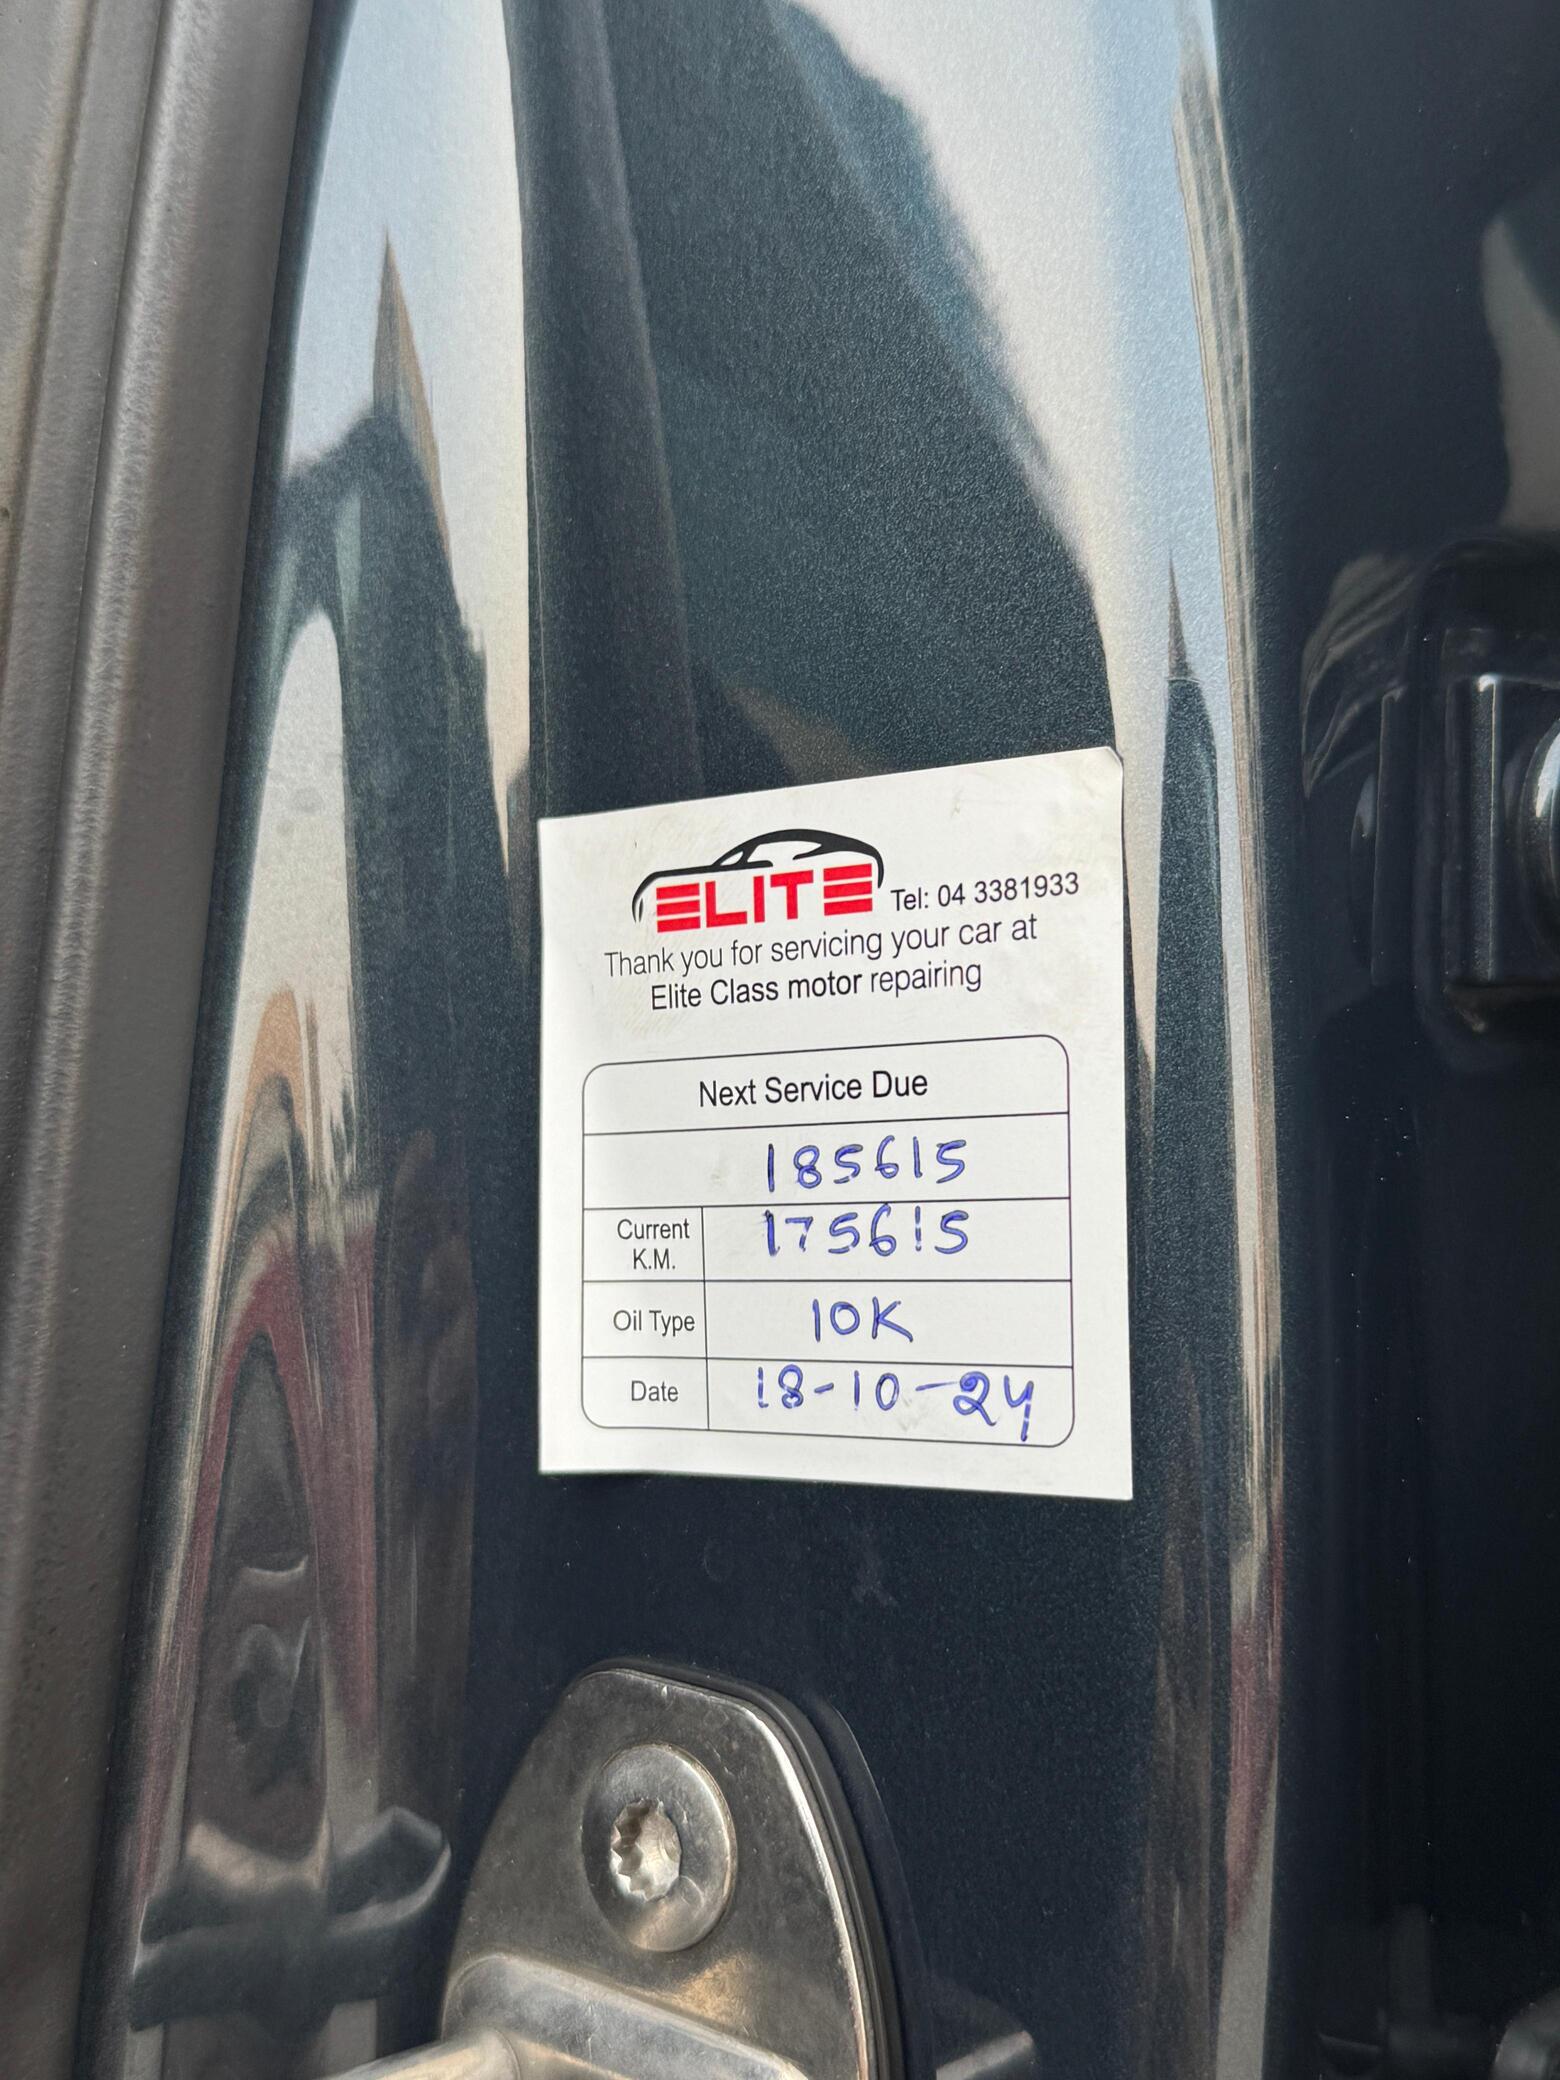 ELITE Tel: 04 3381933
Thank you for servicing your car at
Elite Class motor repairing
Next Service Due
185615
Current K.M. 175615
Oil Type 10K
Date 18-10-24